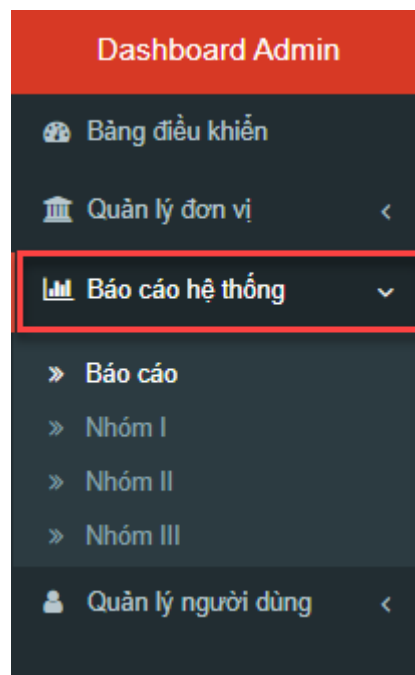 Dashboard Admin
Bảng điều khiển
Quản lý đơn vị
Báo cáo hệ thống
Báo cáo
Nhóm I
Nhóm II
Nhóm III
Quản lý người dùng